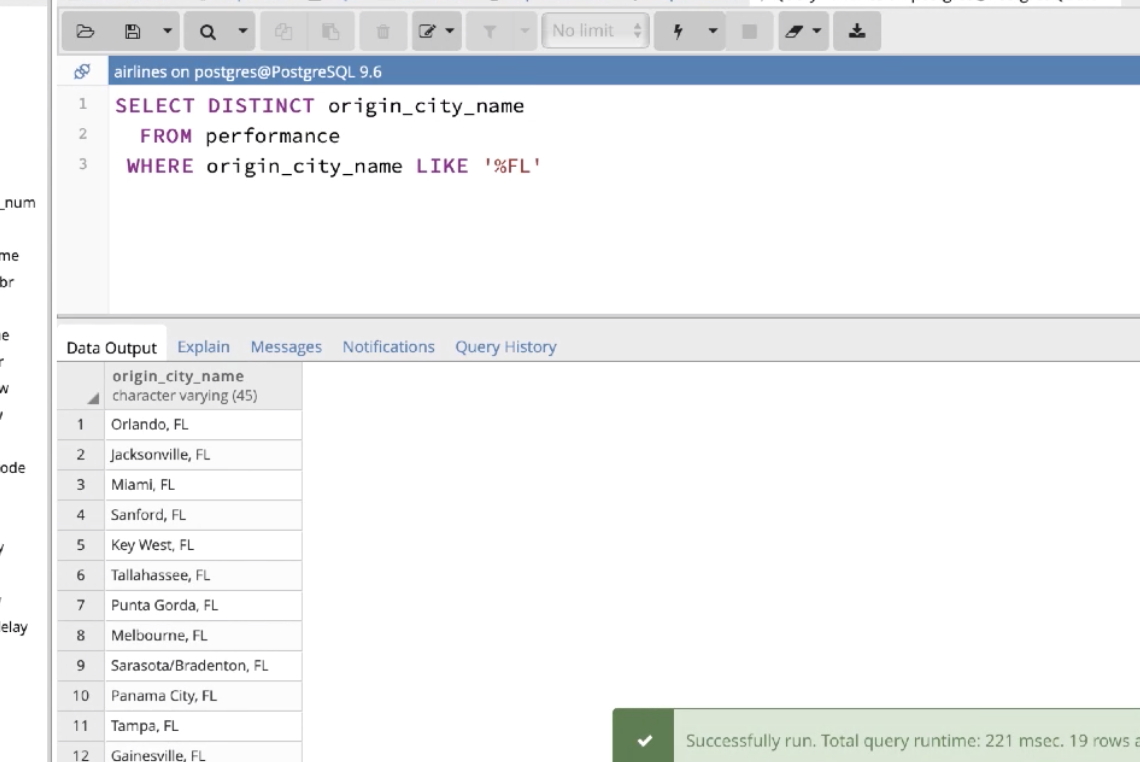 No limit
airlines on postgres@PostgreSQL 9.6
1 SELECT DISTINCT origin_city_name
2 FROM performance
3 WHERE origin_city_name LIKE '%FL'
_num
me
br
e
r
w
y
ode
y
elay
Data Output Explain Messages Notifications Query History
origin_city_name
character varying (45)
1 Orlando, FL
2 Jacksonville, FL
3 Miami, FL
4 Sanford, FL
5 Key West, FL
6 Tallahassee, FL
7 Punta Gorda, FL
8 Melbourne, FL
9 Sarasota/Bradenton, FL
10 Panama City, FL
11 Tampa, FL
12 Gainesville, FL
Successfully run. Total query runtime: 221 msec. 19 rows a